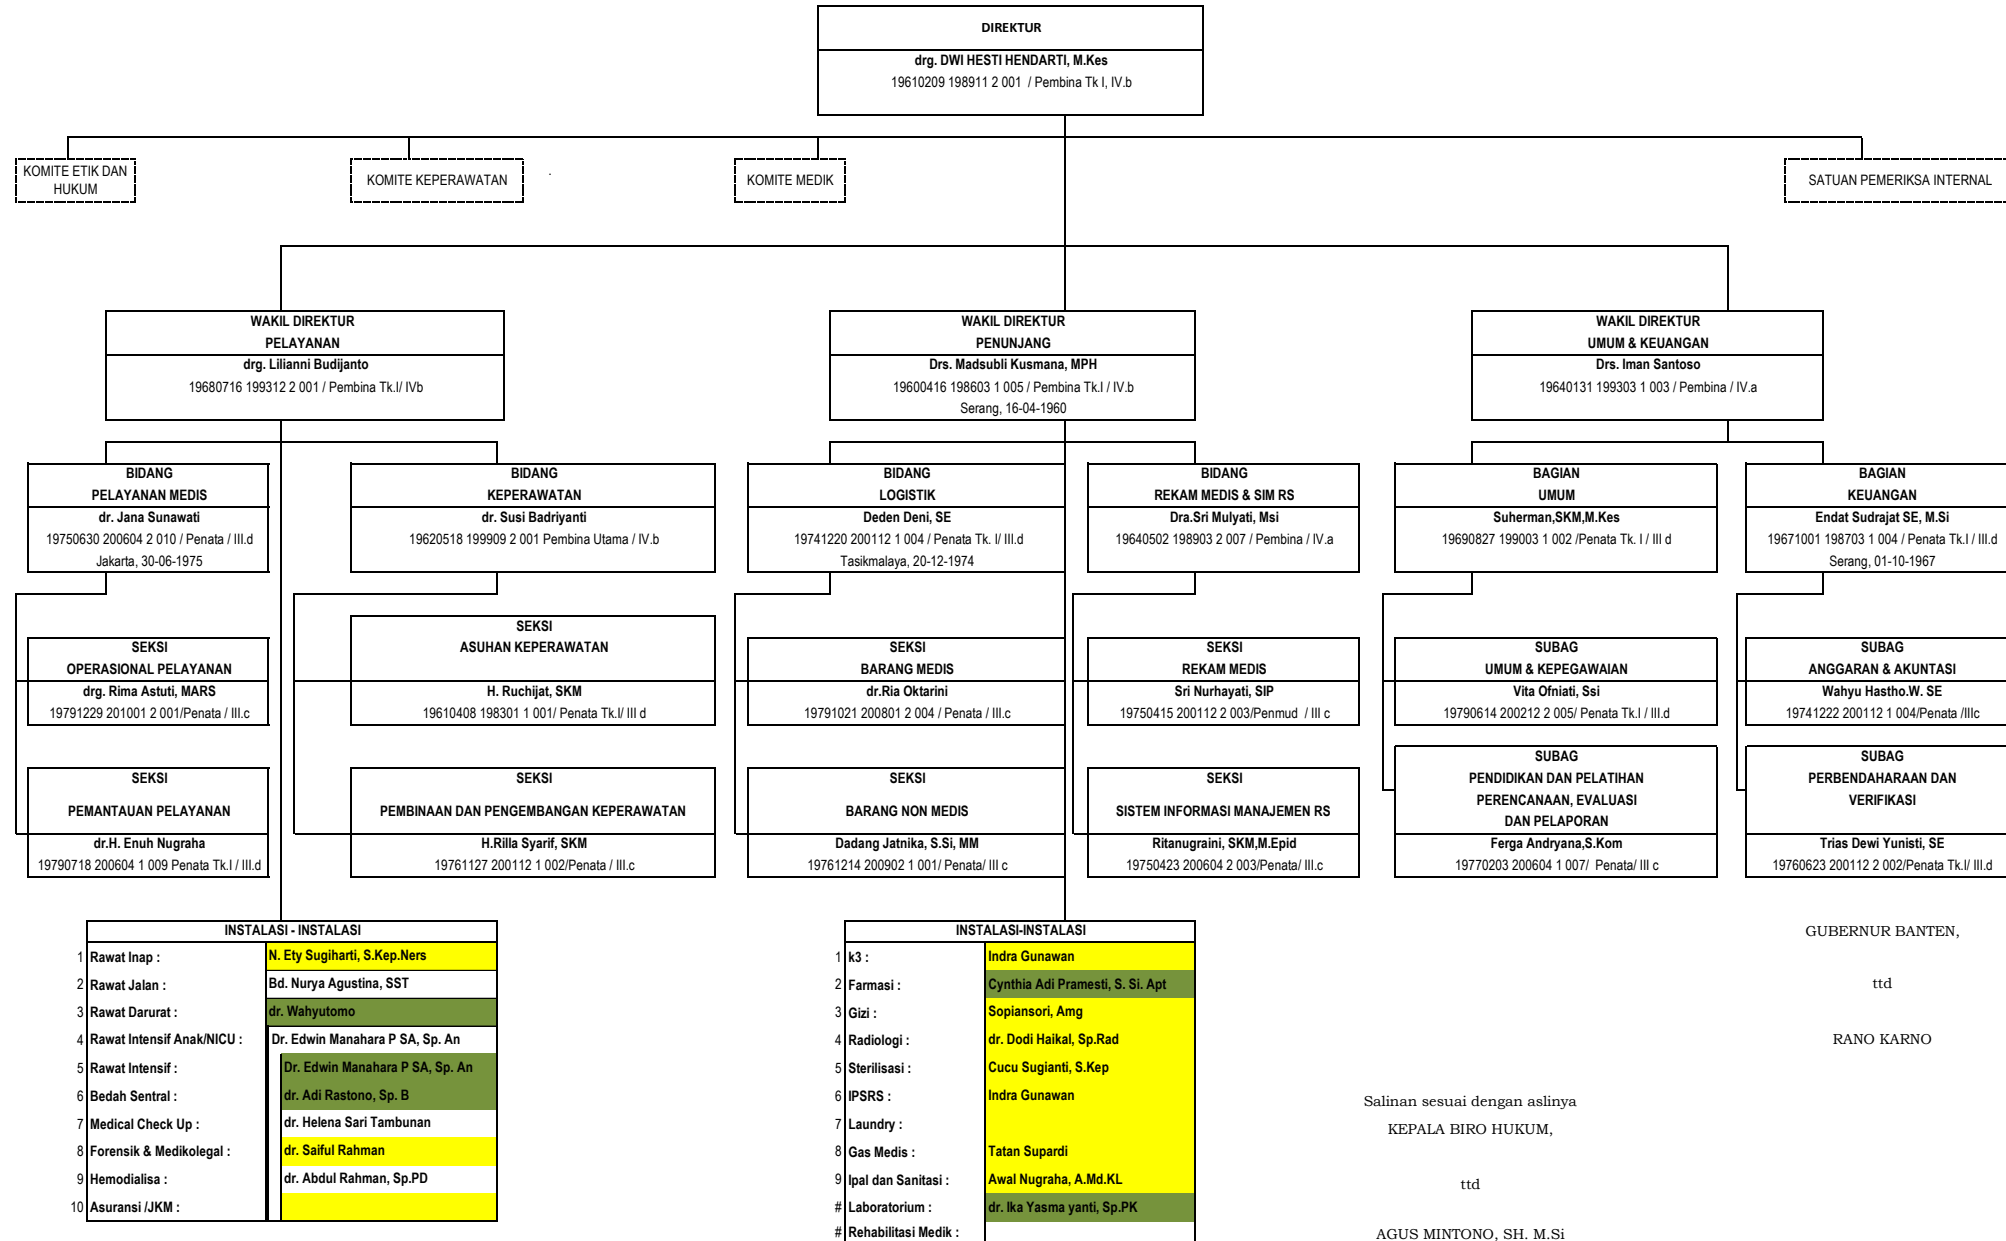 DIREKTUR
drg. DWI HESTI HENDARTI, M.Kes
19610209 198911 2 001  / Pembina Tk I, IV.b
KOMITE ETIK DAN
HUKUM
KOMITE KEPERAWATAN
.
KOMITE MEDIK
SATUAN PEMERIKSA INTERNAL
WAKIL DIREKTUR
PELAYANAN
drg. Lilianni Budijanto
19680716 199312 2 001 / Pembina Tk.I/ IVb
WAKIL DIREKTUR
PENUNJANG
Drs. Madsubli Kusmana, MPH
19600416 198603 1 005 / Pembina Tk.I / IV.b
Serang, 16-04-1960
WAKIL DIREKTUR
UMUM & KEUANGAN
Drs. Iman Santoso
19640131 199303 1 003 / Pembina / IV.a
BIDANG
PELAYANAN MEDIS
dr. Jana Sunawati
19750630 200604 2 010 / Penata / III.d
Jakarta, 30-06-1975
BIDANG
KEPERAWATAN
dr. Susi Badriyanti
19620518 199909 2 001 Pembina Utama / IV.b
BIDANG
LOGISTIK
Deden Deni, SE
19741220 200112 1 004 / Penata Tk. I/ III.d
Tasikmalaya, 20-12-1974
BIDANG
REKAM MEDIS & SIM RS
Dra.Sri Mulyati, Msi
19640502 198903 2 007 / Pembina / IV.a
BAGIAN
UMUM
Suherman,SKM,M.Kes
19690827 199003 1 002 /Penata Tk. I / III d
BAGIAN
KEUANGAN
Endat Sudrajat SE, M.Si
19671001 198703 1 004 / Penata Tk.I / III.d
Serang, 01-10-1967
SEKSI
OPERASIONAL PELAYANAN
drg. Rima Astuti, MARS
19791229 201001 2 001/Penata / III.c
SEKSI
ASUHAN KEPERAWATAN
H. Ruchijat, SKM
19610408 198301 1 001/ Penata Tk.I/ III d
SEKSI
BARANG MEDIS
dr.Ria Oktarini
19791021 200801 2 004 / Penata / III.c
SEKSI
REKAM MEDIS
Sri Nurhayati, SIP
19750415 200112 2 003/Penmud  / III c
SUBAG
UMUM & KEPEGAWAIAN
Vita Ofniati, Ssi
19790614 200212 2 005/ Penata Tk.I / III.d
SUBAG
ANGGARAN & AKUNTASI
Wahyu Hastho.W. SE
19741222 200112 1 004/Penata /IIIc
SEKSI
PEMANTAUAN PELAYANAN
dr.H. Enuh Nugraha
19790718 200604 1 009 Penata Tk.I / III.d
SEKSI
PEMBINAAN DAN PENGEMBANGAN KEPERAWATAN
H.Rilla Syarif, SKM
19761127 200112 1 002/Penata / III.c
SEKSI
BARANG NON MEDIS
Dadang Jatnika, S.Si, MM
19761214 200902 1 001/ Penata/ III c
SEKSI
SISTEM INFORMASI MANAJEMEN RS
Ritanugraini, SKM,M.Epid
19750423 200604 2 003/Penata/ III.c
SUBAG
PENDIDIKAN DAN PELATIHAN
PERENCANAAN, EVALUASI
DAN PELAPORAN
Ferga Andryana,S.Kom
19770203 200604 1 007/  Penata/ III c
SUBAG
PERBENDAHARAAN DAN
VERIFIKASI
Trias Dewi Yunisti, SE
19760623 200112 2 002/Penata Tk.I/ III.d
INSTALASI - INSTALASI
1 Rawat Inap : N. Ety Sugiharti, S.Kep.Ners
2 Rawat Jalan : Bd. Nurya Agustina, SST
3 Rawat Darurat : dr. Wahyutomo
4 Rawat Intensif Anak/NICU : Dr. Edwin Manahara P SA, Sp. An
5 Rawat Intensif : Dr. Edwin Manahara P SA, Sp. An
6 Bedah Sentral : dr. Adi Rastono, Sp. B
7 Medical Check Up : dr. Helena Sari Tambunan
8 Forensik & Medikolegal : dr. Saiful Rahman
9 Hemodialisa : dr. Abdul Rahman, Sp.PD
10 Asuransi /JKM :
INSTALASI-INSTALASI
1 k3 : Indra Gunawan
2 Farmasi : Cynthia Adi Pramesti, S. Si. Apt
3 Gizi : Sopiansori, Amg
4 Radiologi : dr. Dodi Haikal, Sp.Rad
5 Sterilisasi : Cucu Sugianti, S.Kep
6 IPSRS : Indra Gunawan
7 Laundry :
8 Gas Medis : Tatan Supardi
9 Ipal dan Sanitasi : Awal Nugraha, A.Md.KL
# Laboratorium : dr. Ika Yasma yanti, Sp.PK
# Rehabilitasi Medik :
GUBERNUR BANTEN,
ttd
RANO KARNO
Salinan sesuai dengan aslinya
KEPALA BIRO HUKUM,
ttd
AGUS MINTONO, SH. M.Si